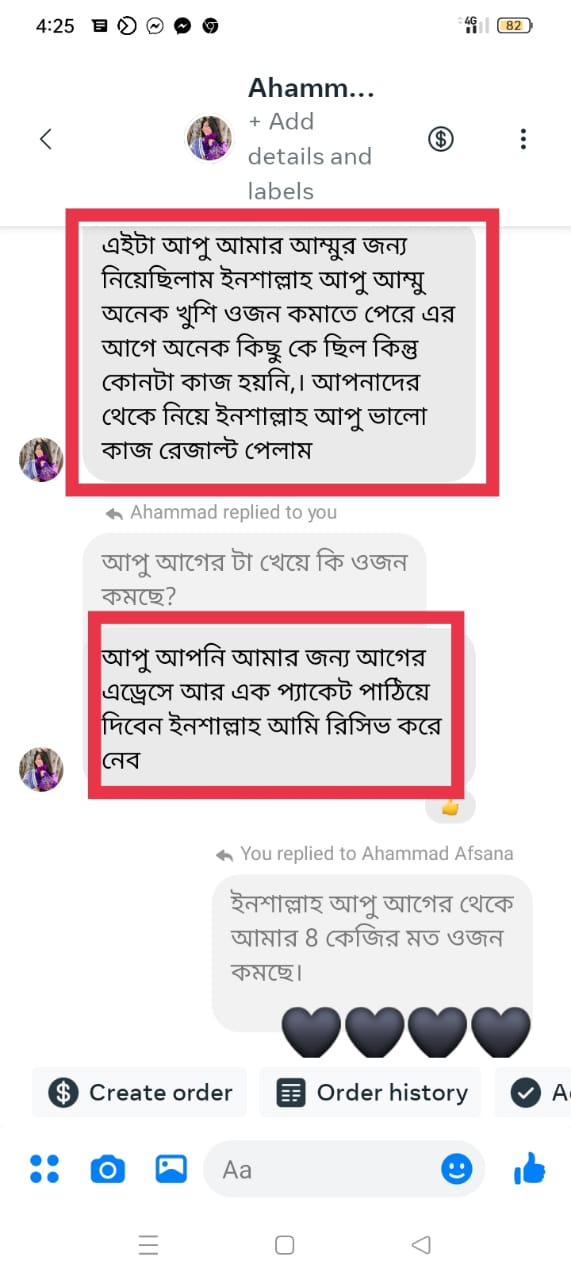 4:25
4G
82
Ahamm...
+ Add
details and
labels
এইটা আপু আমার আম্মুর জন্য
নিয়েছিলাম ইনশাল্লাহ আপু আম্মু
অনেক খুশি ওজন কমাতে পেরে এর
আগে অনেক কিছু কে ছিল কিন্তু
কোনটা কাজ হয়নি,। আপনাদের
থেকে নিয়ে ইনশাল্লাহ আপু ভালো
কাজ রেজাল্ট পেলাম
Ahammad replied to you
আপু আগের টা খেয়ে কি ওজন
কমছে?
আপু আপনি আমার জন্য আগের
এড্রেসে আর এক প্যাকেট পাঠিয়ে
দিবেন ইনশাল্লাহ আমি রিসিভ করে
নেব
You replied to Ahammad Afsana
ইনশাল্লাহ আপু আগের থেকে
আমার 8 কেজির মত ওজন
কমছে।
Create order
Order history
Aa